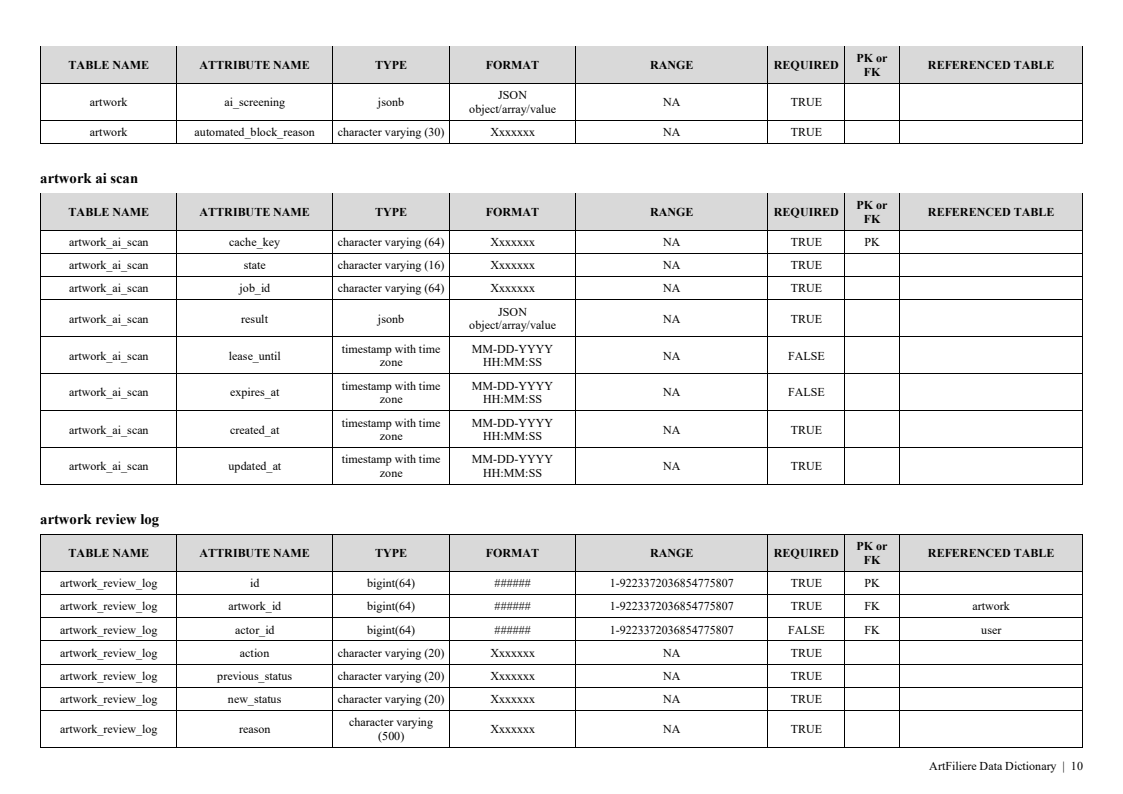 TABLE NAME ATTRIBUTE NAME TYPE FORMAT RANGE REQUIRED PK or FK REFERENCED TABLE
artwork ai_screening jsonb JSON object/array/value NA TRUE
artwork automated_block_reason character varying (30) Xxxxxxx NA TRUE
artwork ai scan
TABLE NAME ATTRIBUTE NAME TYPE FORMAT RANGE REQUIRED PK or FK REFERENCED TABLE
artwork_ai_scan cache_key character varying (64) Xxxxxxx NA TRUE PK
artwork_ai_scan state character varying (16) Xxxxxxx NA TRUE
artwork_ai_scan job_id character varying (64) Xxxxxxx NA TRUE
artwork_ai_scan result jsonb JSON object/array/value NA TRUE
artwork_ai_scan lease_until timestamp with time zone MM-DD-YYYY HH:MM:SS NA FALSE
artwork_ai_scan expires_at timestamp with time zone MM-DD-YYYY HH:MM:SS NA FALSE
artwork_ai_scan created_at timestamp with time zone MM-DD-YYYY HH:MM:SS NA TRUE
artwork_ai_scan updated_at timestamp with time zone MM-DD-YYYY HH:MM:SS NA TRUE
artwork review log
TABLE NAME ATTRIBUTE NAME TYPE FORMAT RANGE REQUIRED PK or FK REFERENCED TABLE
artwork_review_log id bigint(64) ###### 1-9223372036854775807 TRUE PK
artwork_review_log artwork_id bigint(64) ###### 1-9223372036854775807 TRUE FK artwork
artwork_review_log actor_id bigint(64) ###### 1-9223372036854775807 FALSE FK user
artwork_review_log action character varying (20) Xxxxxxx NA TRUE
artwork_review_log previous_status character varying (20) Xxxxxxx NA TRUE
artwork_review_log new_status character varying (20) Xxxxxxx NA TRUE
artwork_review_log reason character varying (500) Xxxxxxx NA TRUE
ArtFiliere Data Dictionary | 10